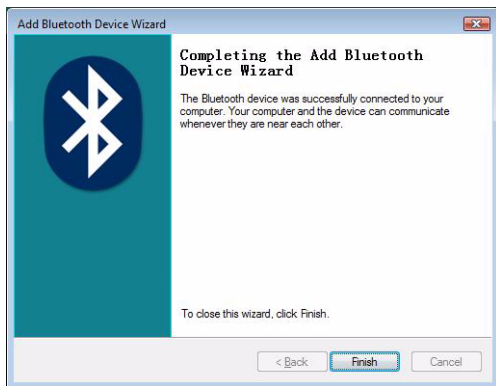 Add Bluetooth Device Wizard
Completing the Add Bluetooth
Device Wizard
The Bluetooth device was successfully connected to your
computer. Your computer and the device can communicate
whenever they are near each other.
To close this wizard, click Finish.
< Back
Finish
Cancel